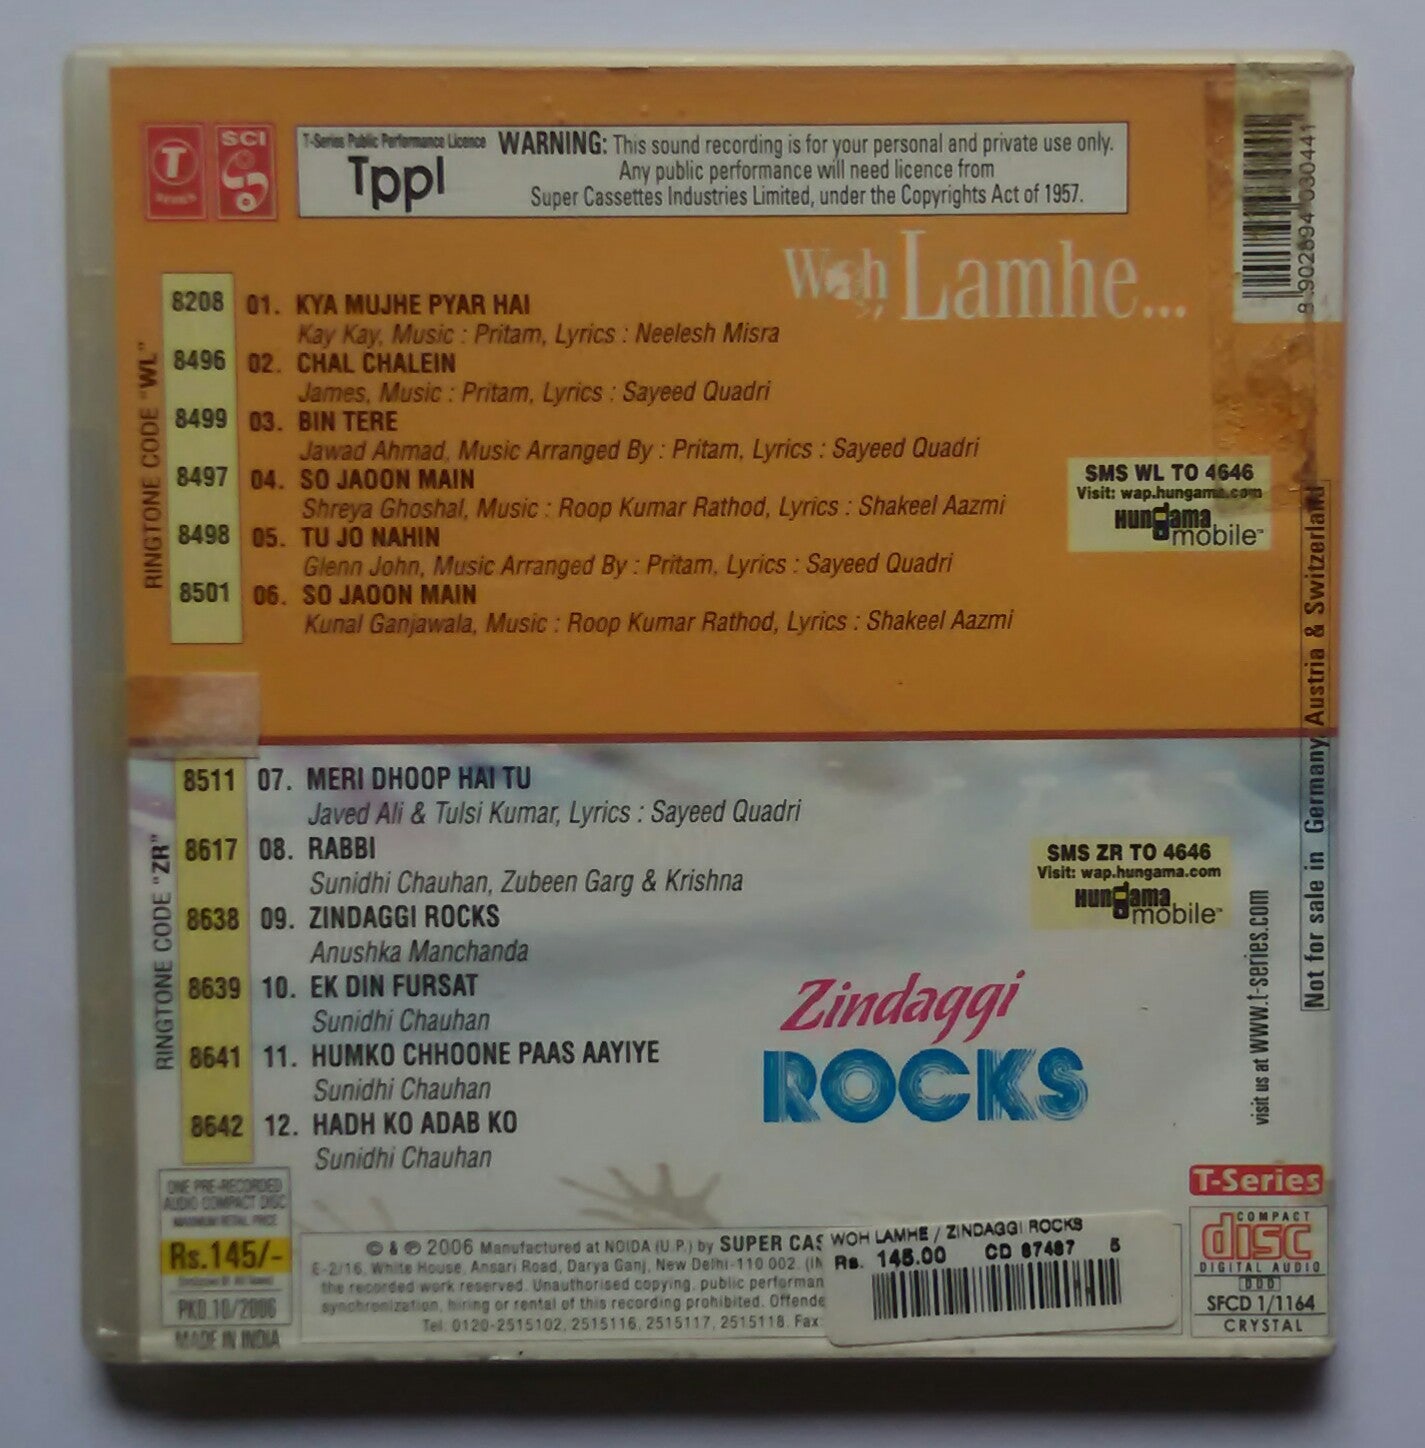 T
SERIES
SCI
T-Series Public Performance Licence
Tppl
WARNING: This sound recording is for your personal and private use only.
Any public performance will need licence from
Super Cassettes Industries Limited, under the Copyrights Act of 1957.
8 902894 030441
Woh Lamhe...
RINGTONE CODE "WL"
8208 01. KYA MUJHE PYAR HAI
Kay Kay, Music : Pritam, Lyrics : Neelesh Misra
8496 02. CHAL CHALEIN
James, Music : Pritam, Lyrics : Sayeed Quadri
8499 03. BIN TERE
Jawad Ahmad, Music Arranged By : Pritam, Lyrics : Sayeed Quadri
8497 04. SO JAOON MAIN
Shreya Ghoshal, Music : Roop Kumar Rathod, Lyrics : Shakeel Aazmi
8498 05. TU JO NAHIN
Glenn John, Music Arranged By : Pritam, Lyrics : Sayeed Quadri
8501 06. SO JAOON MAIN
Kunal Ganjawala, Music : Roop Kumar Rathod, Lyrics : Shakeel Aazmi
SMS WL TO 4646
Visit: wap.hungama.com
Hungama
mobile™
Not for sale in Germany, Austria & Switzerland
RINGTONE CODE "ZR"
8511 07. MERI DHOOP HAI TU
Javed Ali & Tulsi Kumar, Lyrics : Sayeed Quadri
8617 08. RABBI
Sunidhi Chauhan, Zubeen Garg & Krishna
8638 09. ZINDAGGI ROCKS
Anushka Manchanda
8639 10. EK DIN FURSAT
Sunidhi Chauhan
8641 11. HUMKO CHHOONE PAAS AAYIYE
Sunidhi Chauhan
8642 12. HADH KO ADAB KO
Sunidhi Chauhan
SMS ZR TO 4646
Visit: wap.hungama.com
Hungama
mobile™
Zindaggi
ROCKS
visit us at www.t-series.com
ONE PRE-RECORDED
AUDIO COMPACT DISC
MAXIMUM RETAIL PRICE
Rs.145/-
PKD.10/2006
MADE IN INDIA
© & ℗ 2006 Manufactured at NOIDA (U.P.) by SUPER CAS
E-2/16, White House, Ansari Road, Darya Ganj, New Delhi-110 002. (IN
the recorded work reserved. Unauthorised copying, public performan
synchronization, hiring or rental of this recording prohibited. Offende
Tel: 0120-2515102, 2515116, 2515117, 2515118. Fax:
WOH LAMHE / ZINDAGGI ROCKS
Rs. 145.00 CD 87487 5
T-Series
COMPACT
disc
DIGITAL AUDIO
DDD
SFCD 1/1164
CRYSTAL